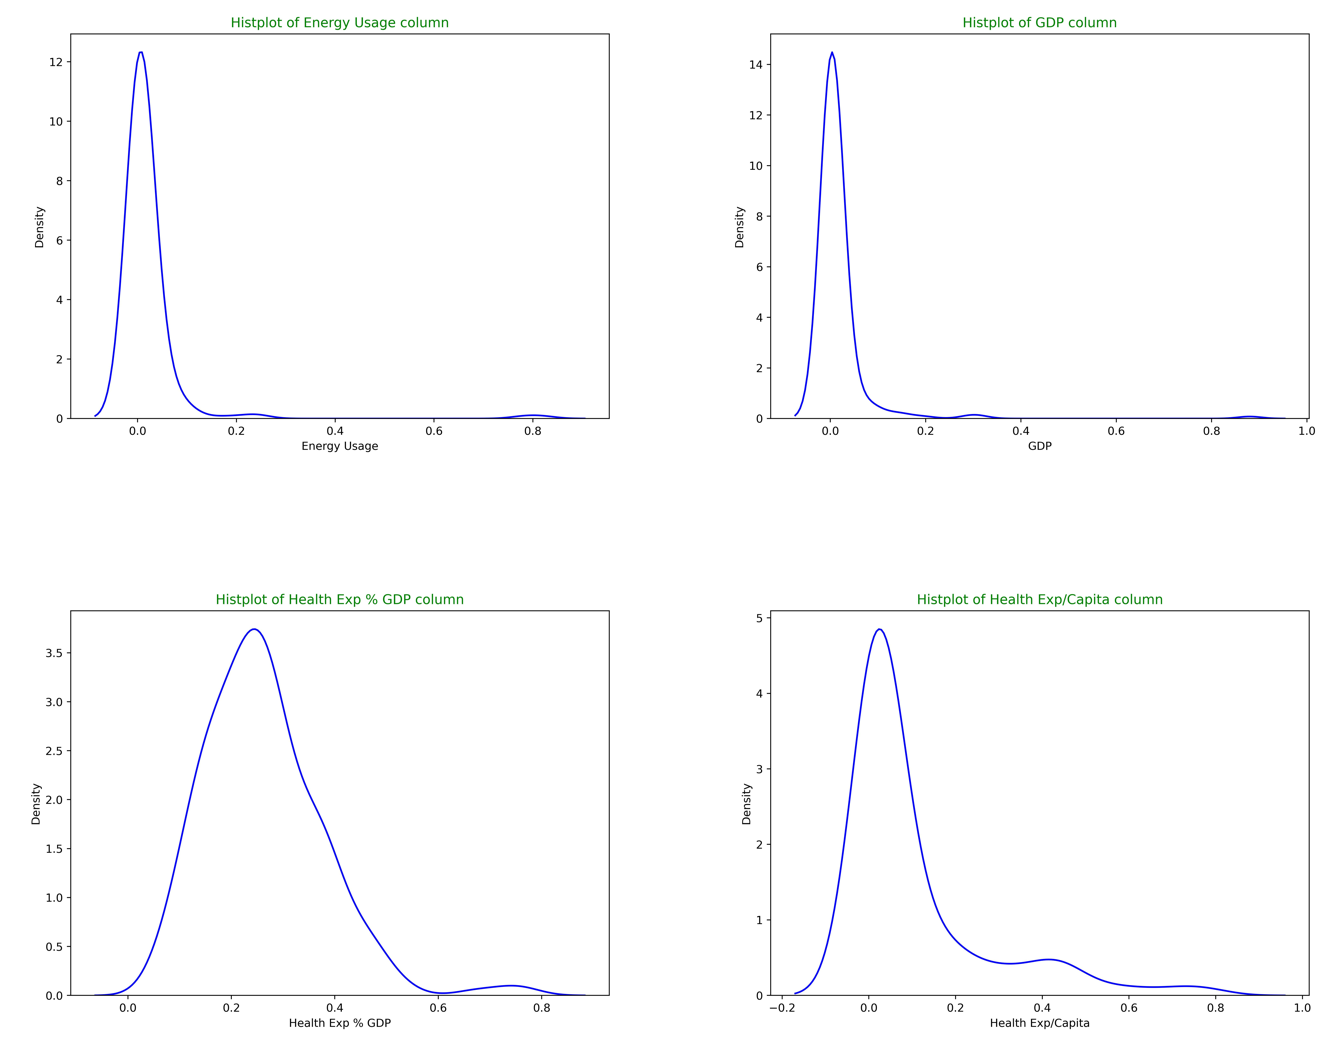 Histplot of Energy Usage column
12
10
8
6
4
2
0
Density
0.0 0.2 0.4 0.6 0.8
Energy Usage
Histplot of GDP column
14
12
10
8
6
4
2
0
Density
0.0 0.2 0.4 0.6 0.8 1.0
GDP
Histplot of Health Exp % GDP column
3.5
3.0
2.5
2.0
1.5
1.0
0.5
0.0
Density
0.0 0.2 0.4 0.6 0.8
Health Exp % GDP
Histplot of Health Exp/Capita column
5
4
3
2
1
0
Density
−0.2 0.0 0.2 0.4 0.6 0.8 1.0
Health Exp/Capita